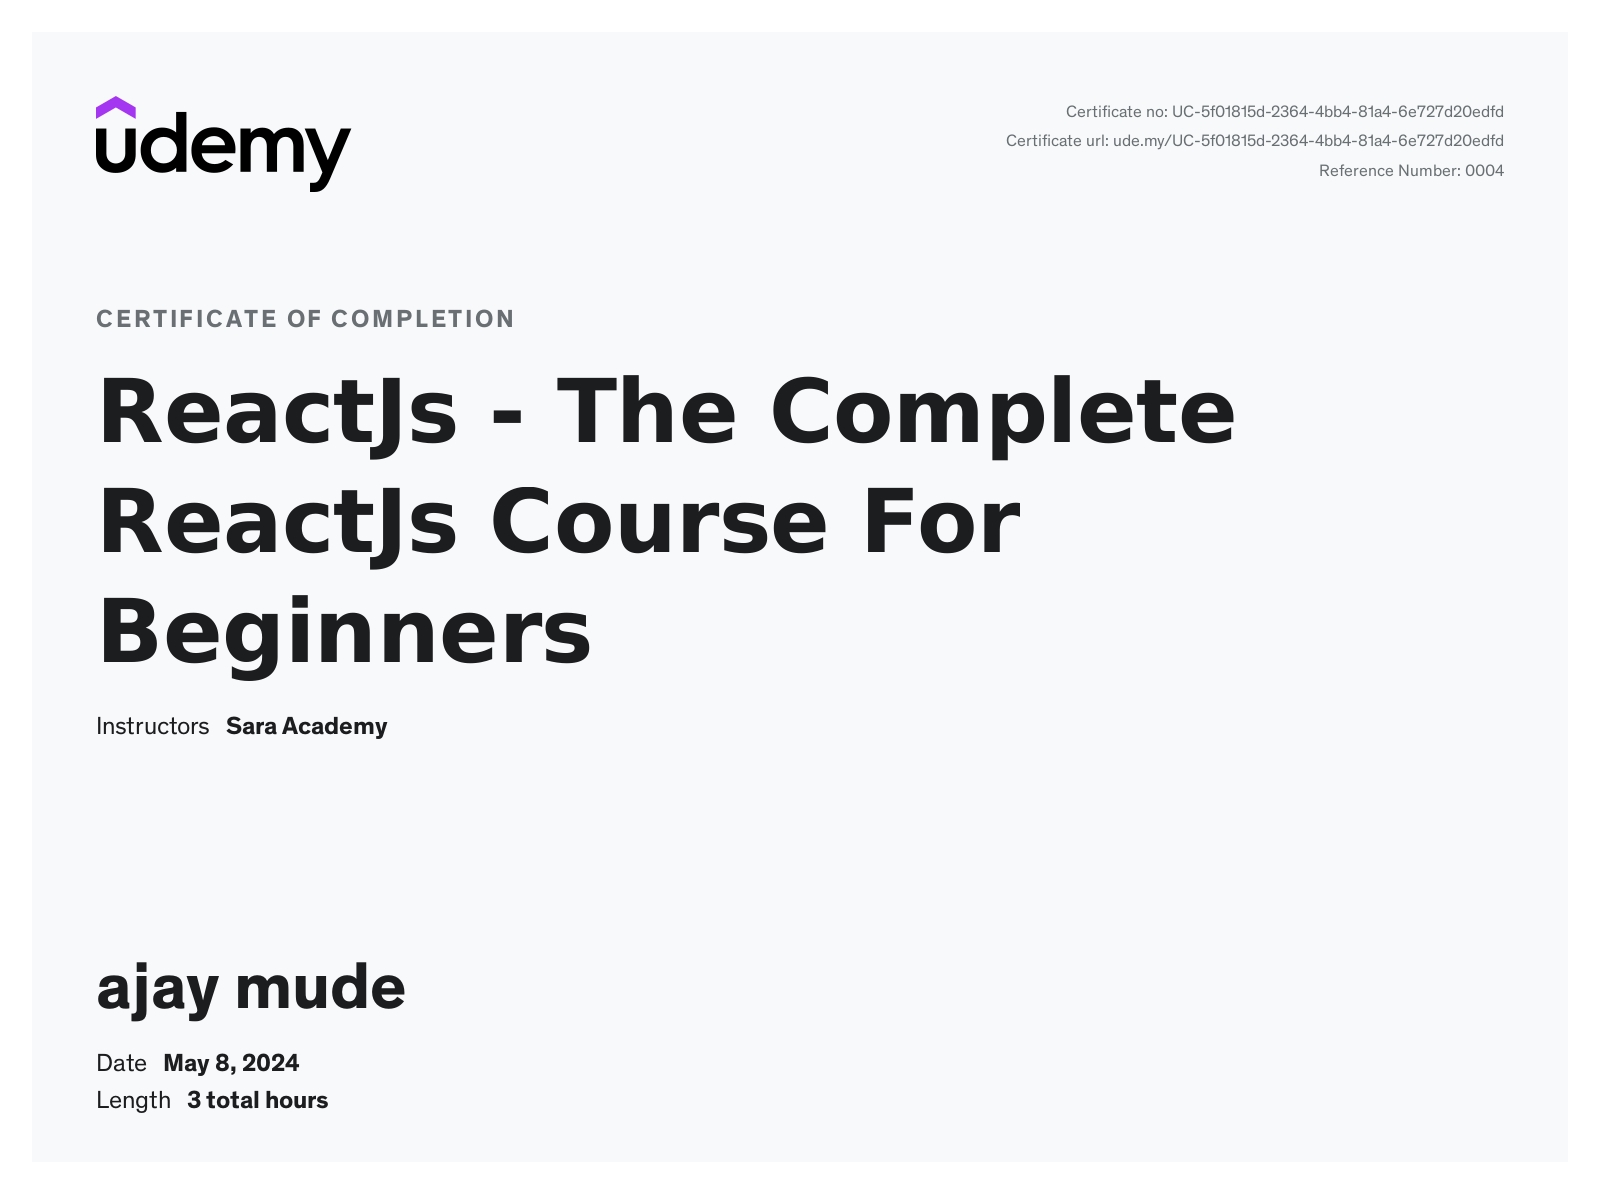 udemy
Certificate no: UC-5f01815d-2364-4bb4-81a4-6e727d20edfd
Certificate url: ude.my/UC-5f01815d-2364-4bb4-81a4-6e727d20edfd
Reference Number: 0004
CERTIFICATE OF COMPLETION
ReactJs - The Complete
ReactJs Course For
Beginners
Instructors Sara Academy
ajay mude
Date May 8, 2024
Length 3 total hours